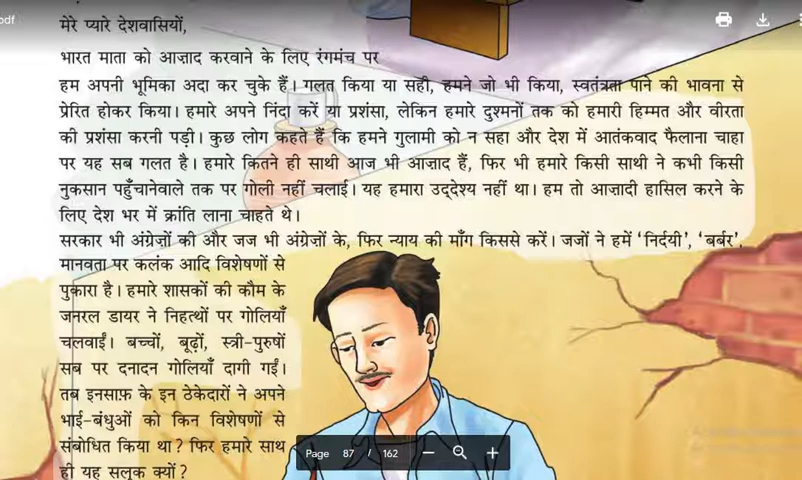 pdf
मेरे प्यारे देशवासियों,
भारत माता को आज़ाद करवाने के लिए रंगमंच पर
हम अपनी भूमिका अदा कर चुके हैं। गलत किया या सही, हमने जो भी किया, स्वतंत्रता पाने की भावना से
प्रेरित होकर किया। हमारे अपने निंदा करें या प्रशंसा, लेकिन हमारे दुश्मनों तक को हमारी हिम्मत और वीरता
की प्रशंसा करनी पड़ी। कुछ लोग कहते हैं कि हमने गुलामी को न सहा और देश में आतंकवाद फैलाना चाहा
पर यह सब गलत है। हमारे कितने ही साथी आज भी आज़ाद हैं, फिर भी हमारे किसी साथी ने कभी किसी
नुकसान पहुँचानेवाले तक पर गोली नहीं चलाई। यह हमारा उद्देश्य नहीं था। हम तो आज़ादी हासिल करने के
लिए देश भर में क्रांति लाना चाहते थे।
सरकार भी अंग्रेज़ों की और जज भी अंग्रेज़ों के, फिर न्याय की माँग किससे करें। जजों ने हमें ‘निर्दयी’, ‘बर्बर’,
मानवता पर कलंक आदि विशेषणों से
पुकारा है। हमारे शासकों की कौम के
जनरल डायर ने निहत्थों पर गोलियाँ
चलवाईं। बच्चों, बूढ़ों, स्त्री-पुरुषों
सब पर दनादन गोलियाँ दागी गईं।
तब इनसाफ़ के इन ठेकेदारों ने अपने
भाई-बंधुओं को किन विशेषणों से
संबोधित किया था? फिर हमारे साथ
ही यह सलूक क्यों?
Page 87 / 162